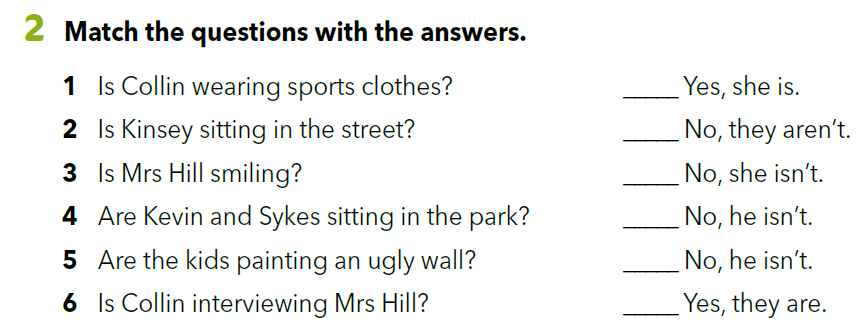 2 Match the questions with the answers.
1 Is Collin wearing sports clothes? _____ Yes, she is.
2 Is Kinsey sitting in the street? _____ No, they aren’t.
3 Is Mrs Hill smiling? _____ No, she isn’t.
4 Are Kevin and Sykes sitting in the park? _____ No, he isn’t.
5 Are the kids painting an ugly wall? _____ No, he isn’t.
6 Is Collin interviewing Mrs Hill? _____ Yes, they are.